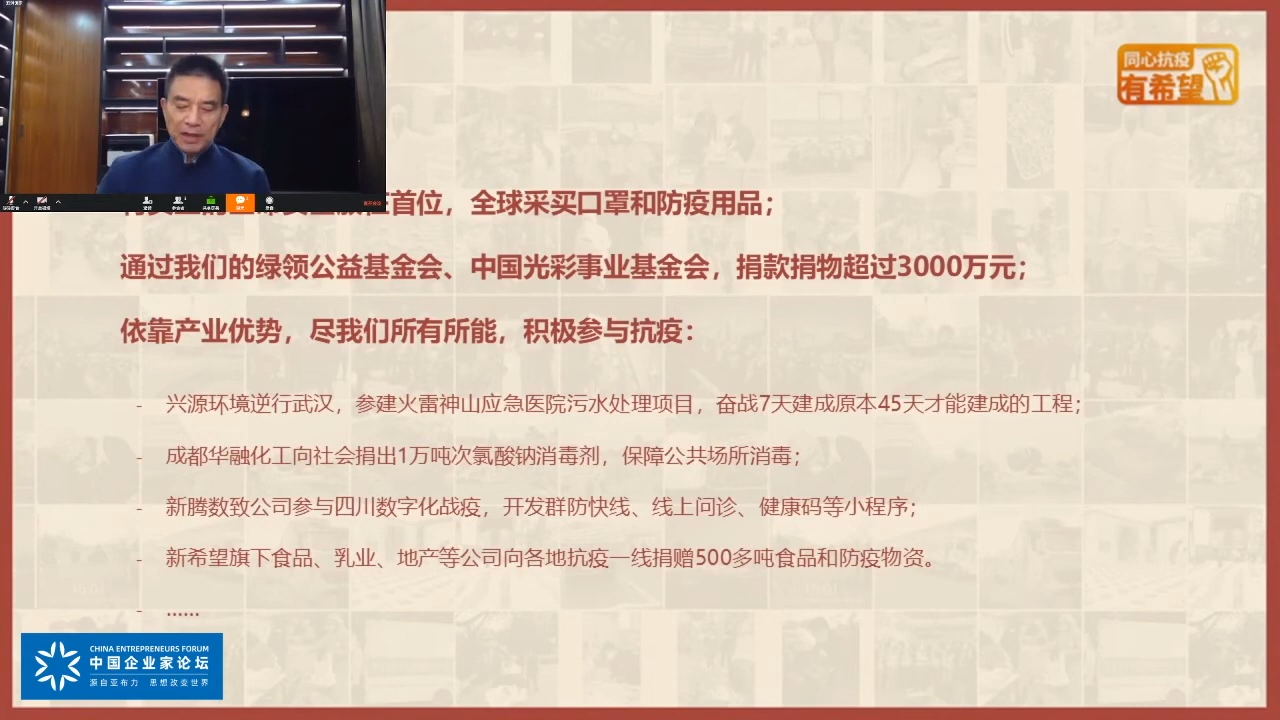 同心抗疫
有希望
首位，全球采买口罩和防疫用品；
通过我们的绿领公益基金会、中国光彩事业基金会，捐款捐物超过3000万元；
依靠产业优势，尽我们所有所能，积极参与抗疫：
- 兴源环境逆行武汉，参建火雷神山应急医院污水处理项目，奋战7天建成原本45天才能建成的工程；
- 成都华融化工向社会捐出1万吨次氯酸钠消毒剂，保障公共场所消毒；
- 新腾数致公司参与四川数字化战疫，开发群防快线、线上问诊、健康码等小程序；
- 新希望旗下食品、乳业、地产等公司向各地抗疫一线捐赠500多吨食品和防疫物资。
- ……
CHINA ENTREPRENEURS FORUM
中国企业家论坛
源自亚布力 思想改变世界